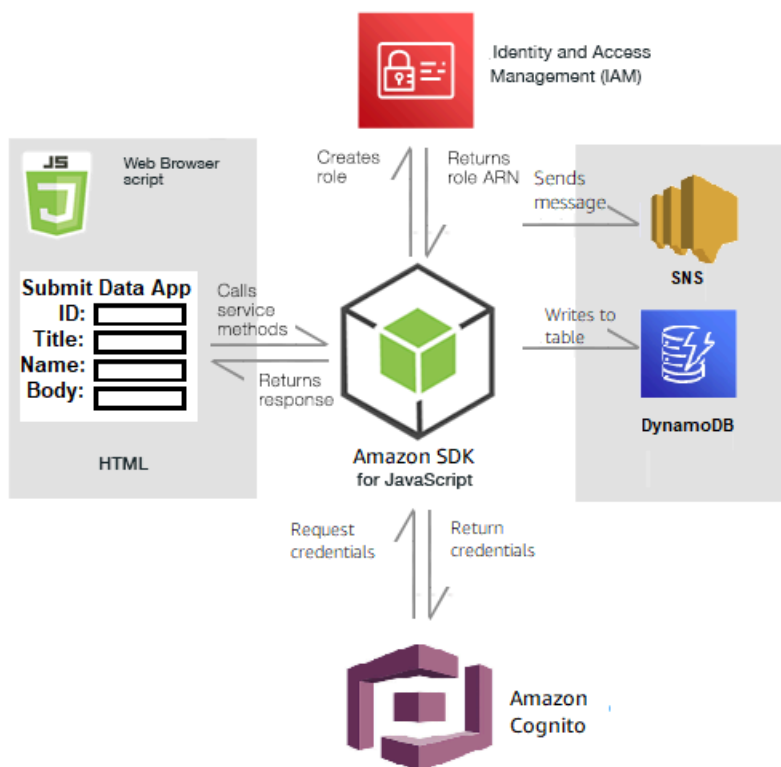 Identity and Access
Management (IAM)
JS
Web Browser
script
Creates
role
Returns
role ARN
Sends
message
SNS
Submit Data App
ID:
Title:
Name:
Body:
Calls
service
methods
Returns
response
Writes to
table
DynamoDB
HTML
Amazon SDK
for JavaScript
Request
credentials
Return
credentials
Amazon
Cognito